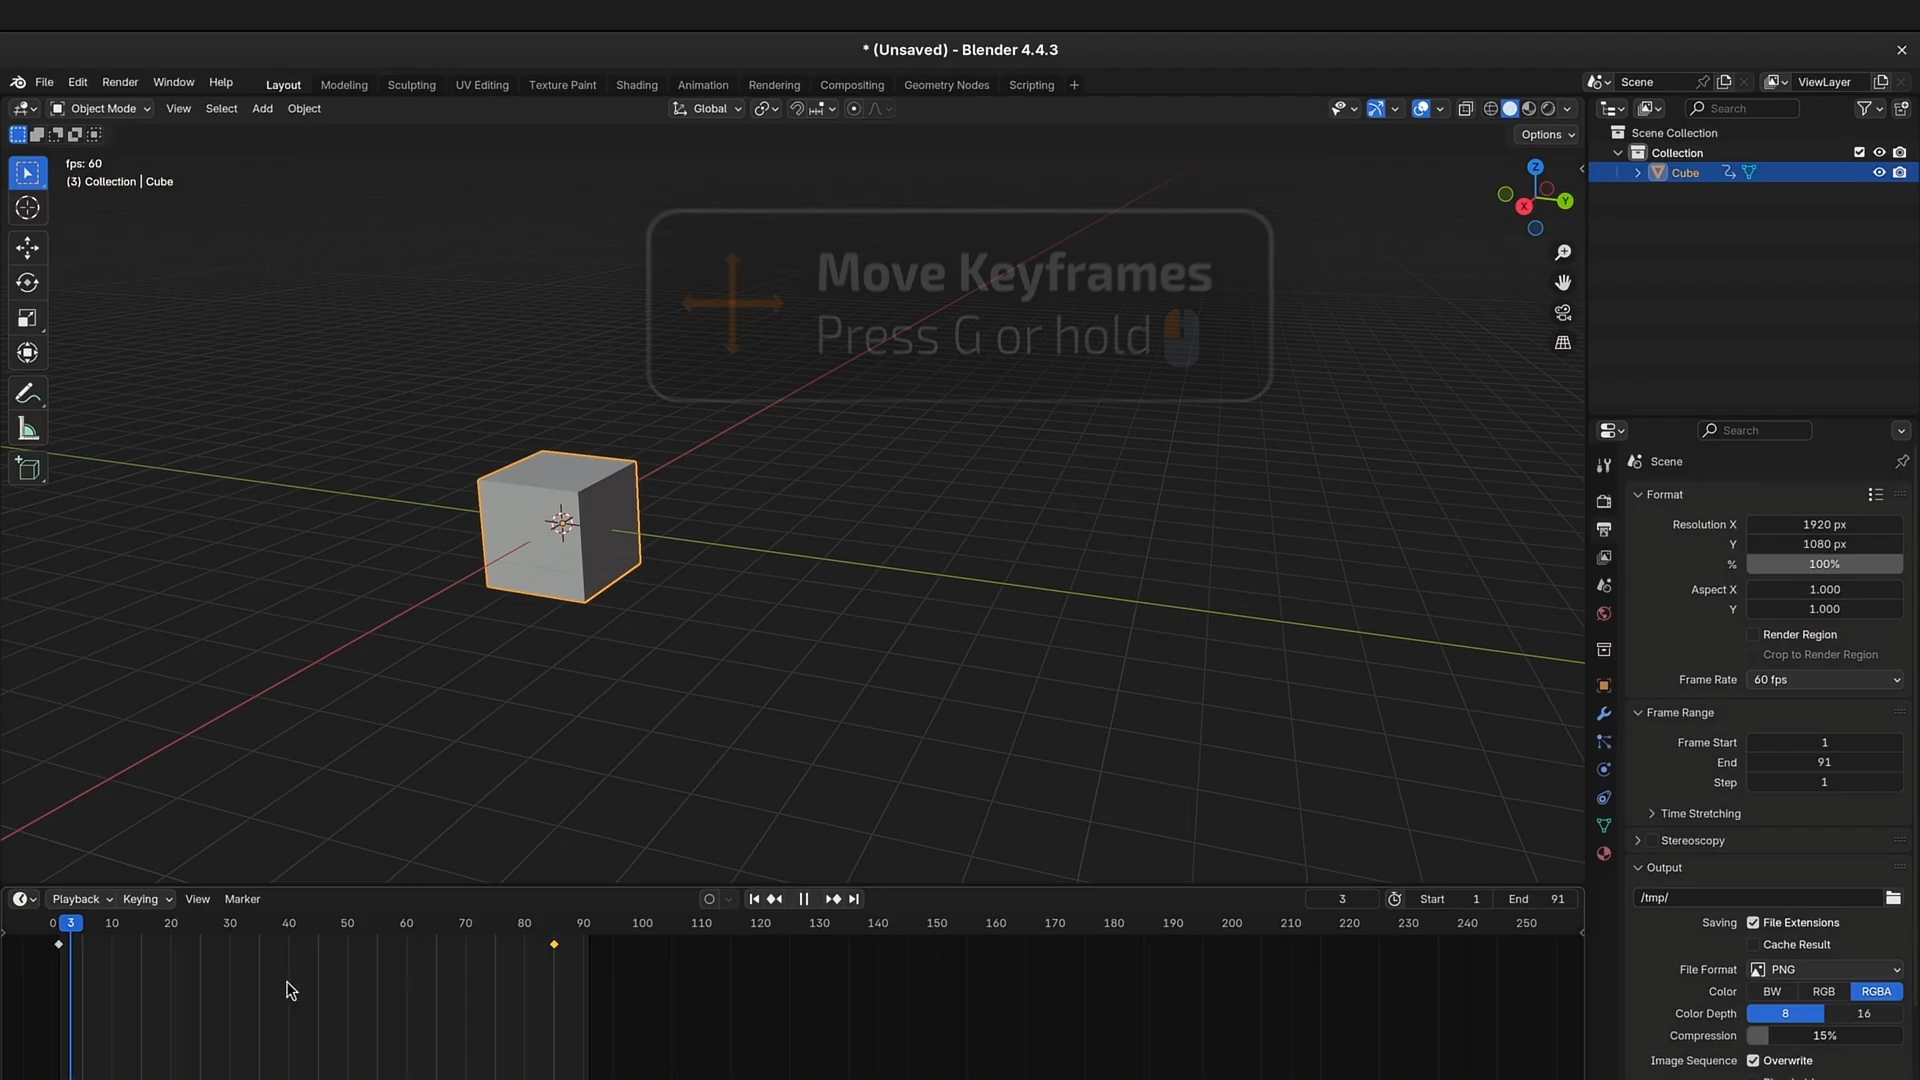 * (Unsaved) - Blender 4.4.3
File Edit Render Window Help Layout Modeling Sculpting UV Editing Texture Paint Shading Animation Rendering Compositing Geometry Nodes Scripting + Scene ViewLayer
Object Mode View Select Add Object Global Search
Options
Scene Collection
Collection
Cube
fps: 60
(3) Collection | Cube
Z
Y
X
Move Keyframes
Press G or hold
Search
Scene
Format
Resolution X 1920 px
Y 1080 px
% 100%
Aspect X 1.000
Y 1.000
Render Region
Crop to Render Region
Frame Rate 60 fps
Frame Range
Frame Start 1
End 91
Step 1
Time Stretching
Stereoscopy
Output
/tmp/
Saving File Extensions
Cache Result
File Format PNG
Color BW RGB RGBA
Color Depth 8 16
Compression 15%
Image Sequence Overwrite
Playback Keying View Marker 3 Start 1 End 91
0 3 10 20 30 40 50 60 70 80 90 100 110 120 130 140 150 160 170 180 190 200 210 220 230 240 250